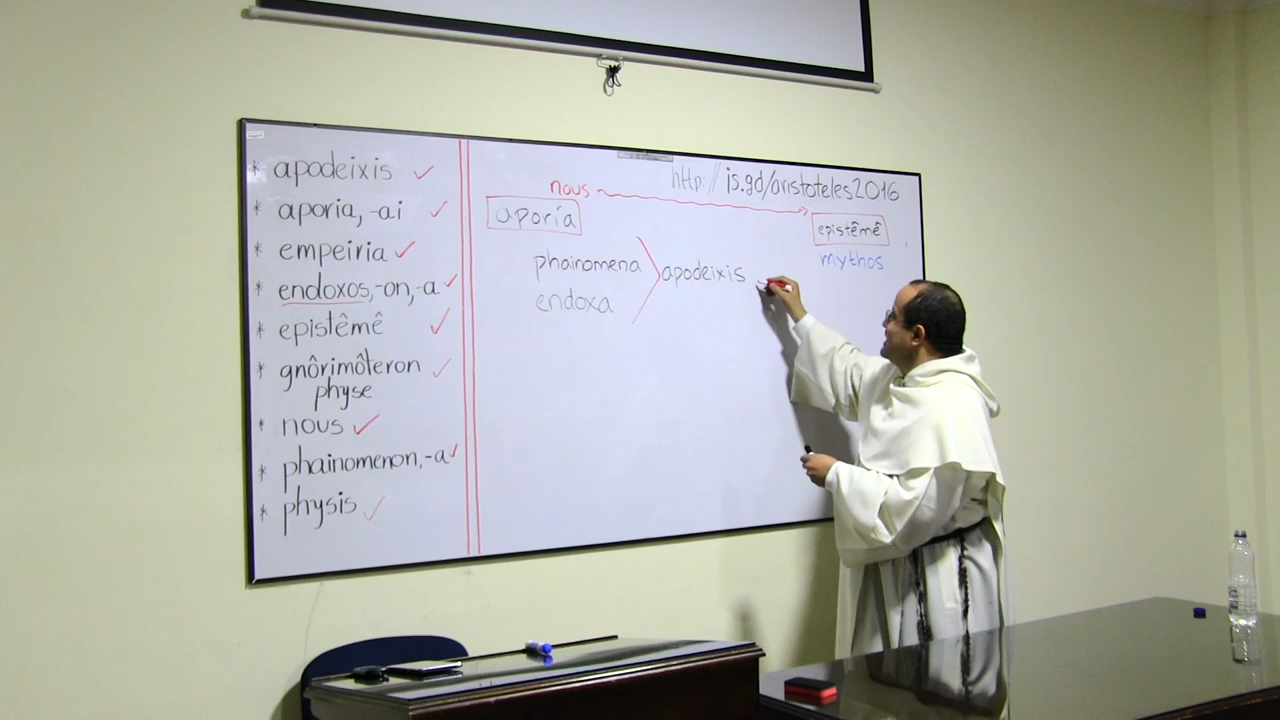 * apodeixis ✓
* aporia, -ai ✓
* empeiria ✓
* endoxos, -on, -a ✓
* epistêmê ✓
* gnôrimôteron ✓
physe
* nous ✓
* phainomenon, -a ✓
* physis ✓
http://is.gd/aristoteles2016
nous
aporía
epistêmê
mythos
phainomena
apodeixis
endoxa